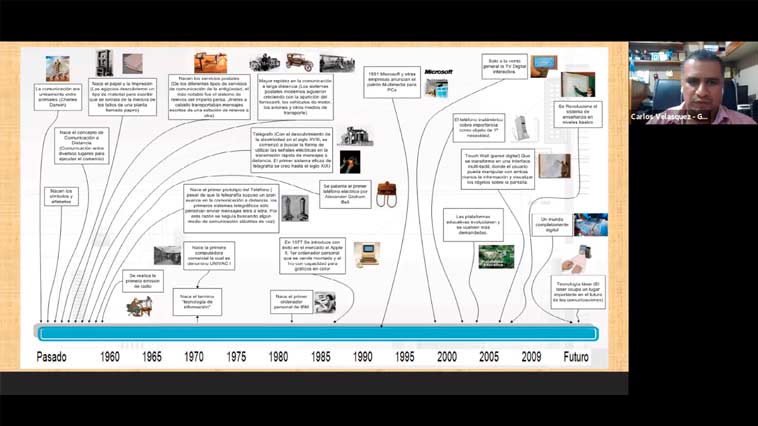 La comunicación era
únicamente entre
animales (Charles
Darwin)
Nace el papel y la impresión
(Los egipcios descubrieron un
tipo de material para escribir
que se extraía de la medula de
los tallos de una planta
llamada papiro)
Nacen los servicios postales
(De los diferentes tipos de servicios
de comunicación de la antigüedad, el
más notable fue el sistema de
relevos del imperio persa. Jinetes a
caballo transportaban mensajes
escritos de una estación de relevos a
otra)
Mayor rapidez en la comunicación
a larga distancia (Los sistemas
postales modernos siguieron
creciendo con la aparición del
ferrocarril, los vehículos de motor,
los aviones y otros medios de
transporte)
1991 Microsoft y otras
empresas anuncian el
patrón Multimedia para
PCs
Microsoft
Sale a la venta
general la TV Digital
interactiva
Se Revoluciona el
sistema de
enseñanza en
niveles basico
Nace el concepto de
Comunicación a
Distancia
(Comunicación entre
diversos lugares para
ejecutar el comercio)
Telégrafo (Con el descubrimiento de
la electricidad en el siglo XVIII, se
comenzó a buscar la forma de
utilizar las señales eléctricas en la
transmisión rápida de mensajes a
distancia. El primer sistema eficaz de
telegrafía se creo hasta el siglo XIX)
El teléfono inalámbrico
cobra importancia
como objeto de 1ª
necesidad.
Touch Wall (pared digital) Que
se transforma en una interface
multi-táctil, donde el usuario
puede manipular con ambas
manos la información y visualizar
los objetos sobre la pantalla.
Nacen los
símbolos y
alfabetos
Nace el primer prototipo del Teléfono (
pesar de que la telegrafía supuso un gran
avance en la comunicación a distancia, los
primeros sistemas telegráficos sólo
permitían enviar mensajes letra a letra. Por
esta razón se seguía buscando algún
medio de comunicación eléctrica de voz)
Se patenta el primer
teléfono eléctrico por
Alexander Graham
Bell.
Las plataformas
educativas evolucionan y
se vuelven mas
demandadas.
Un mundo
completamente
digital
Nace la primera
computadora
comercial la cual es
denomino UNIVAC I
En 1977 Se introduce con
éxito en el mercado el Apple
II. 1er ordenador personal
que se vende montado y el
1ro con capacidad para
gráficos en color
Se realiza la
primera emisión
de radio
Nace el termino
"tecnología de
información"
Nace el primer
ordenador
personal de IBM
Tecnología láser (El
láser ocupa un lugar
importante en el futuro
de las comunicaciones)
Pasado 1960 1965 1970 1975 1980 1985 1990 1995 2000 2005 2009 Futuro
Carlos Velasquez - G...